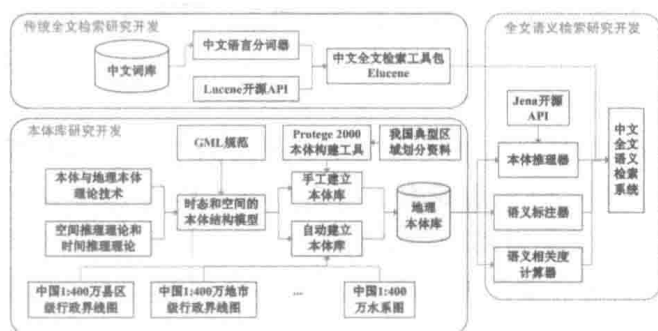 传统全文检索研究开发
中文词库
中文语言分词器
Lucene开源API
中文全文检索工具包
Elucene
全文语义检索研究开发
Jena开源
API
本体推理器
语义标注器
语义相关度
计算器
中文
全文
语义
检索
系统
本体库研究开发
GML规范
Protege 2000
本体构建工具
我国典型区
域划分资料
本体与地理本体
理论技术
空间推理理论和
时间推理理论
时态和空间的
本体结构模型
手工建立
本体库
自动建立
本体库
地理
本体库
中国1:400万县区
级行政界线图
中国1:400万地市
级行政界线图
...
中国1:400
万水系图